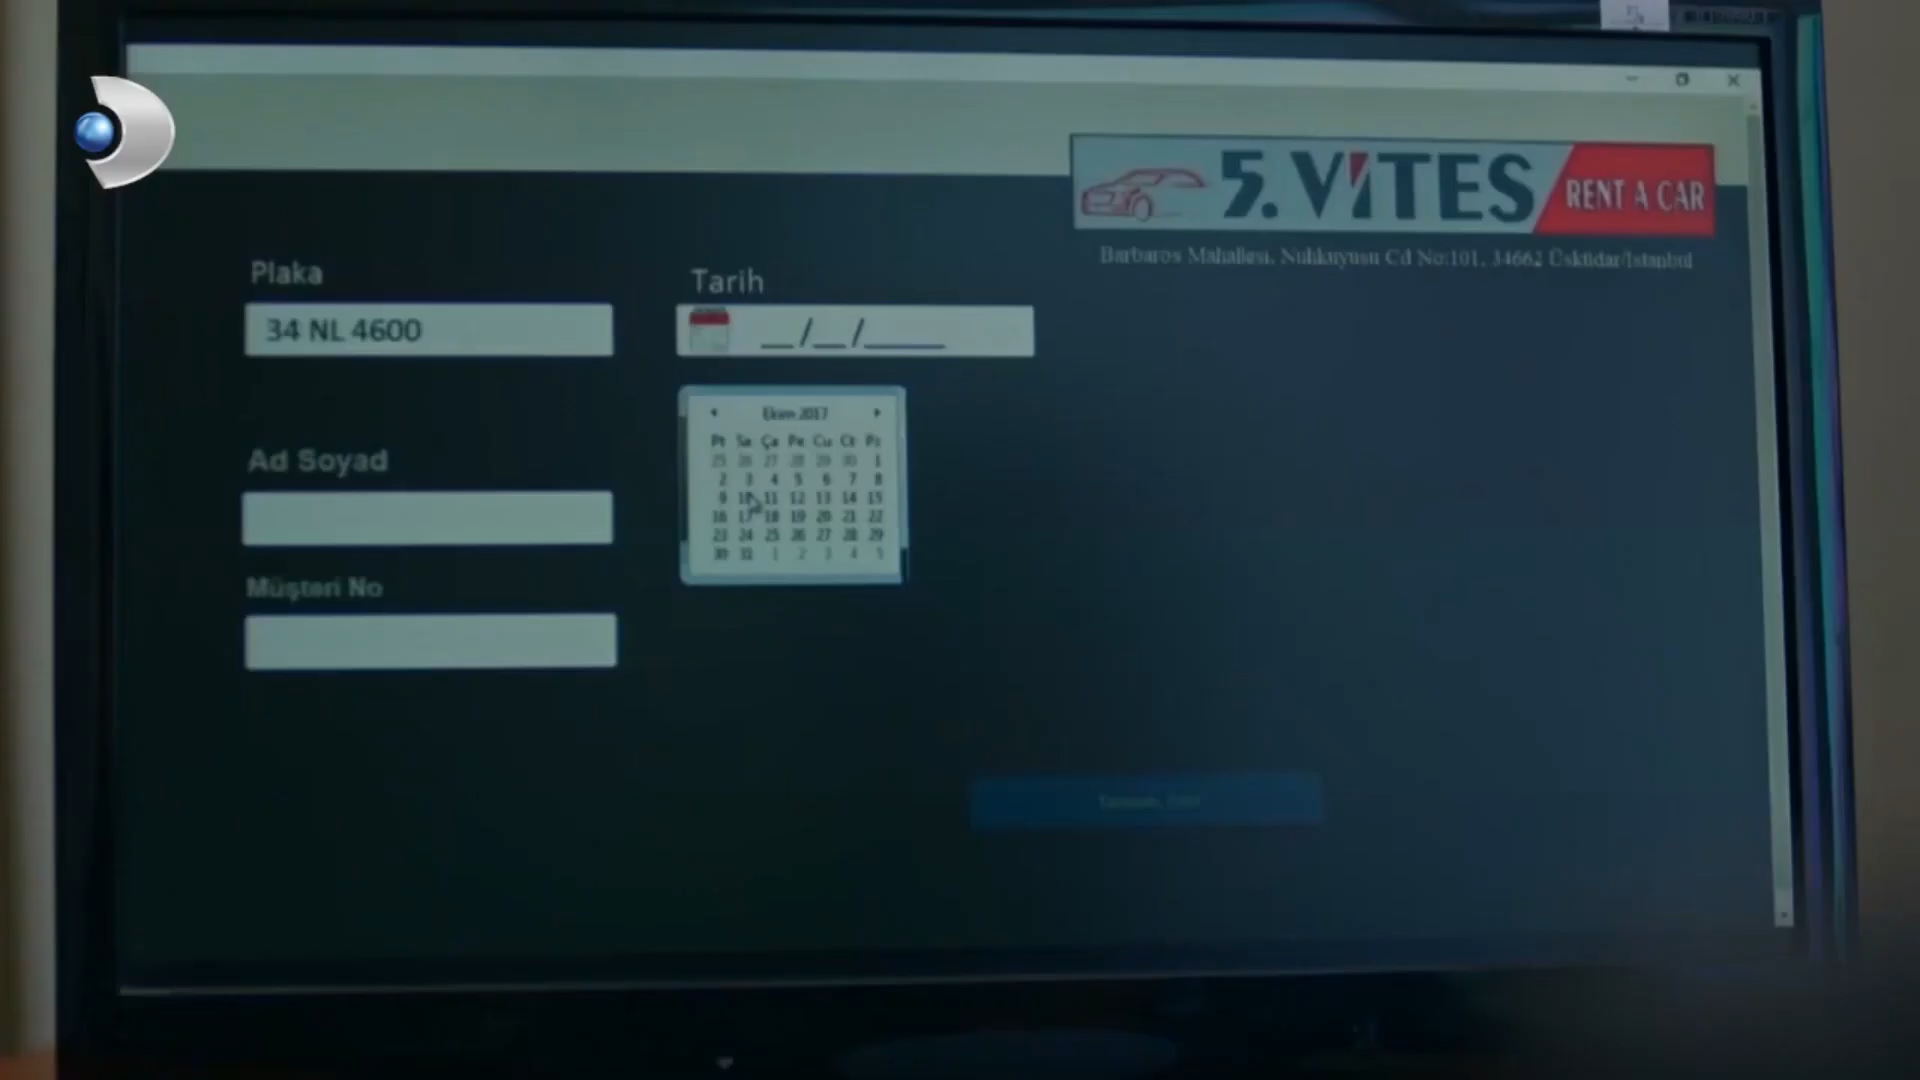 5. VİTES RENT A CAR
Barbaros Mahallesi, Nuhkuyusu Cd No:101, 34662 Üsküdar/İstanbul
Plaka
34 NL 4600
Tarih
__/__/____
Ekim 2017
Pt Sa Ça Pe Cu Ct Pz
25 26 27 28 29 30 1
2 3 4 5 6 7 8
9 10 11 12 13 14 15
16 17 18 19 20 21 22
23 24 25 26 27 28 29
30 31 1 2 3 4 5
Ad Soyad
Müşteri No